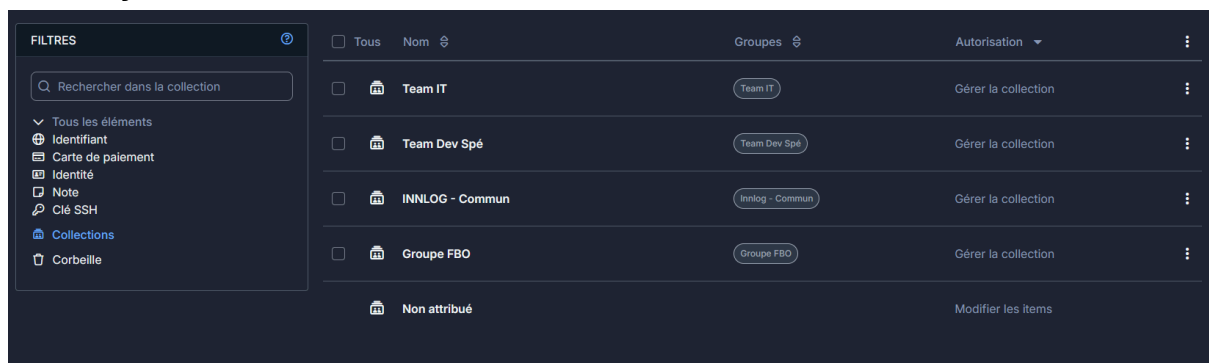 FILTRES
Rechercher dans la collection
Tous les éléments
Identifiant
Carte de paiement
Identité
Note
Clé SSH
Collections
Corbeille
Tous Nom Groupes Autorisation
Team IT Team IT Gérer la collection
Team Dev Spé Team Dev Spé Gérer la collection
INNLOG - Commun Innlog - Commun Gérer la collection
Groupe FBO Groupe FBO Gérer la collection
Non attribué Modifier les items